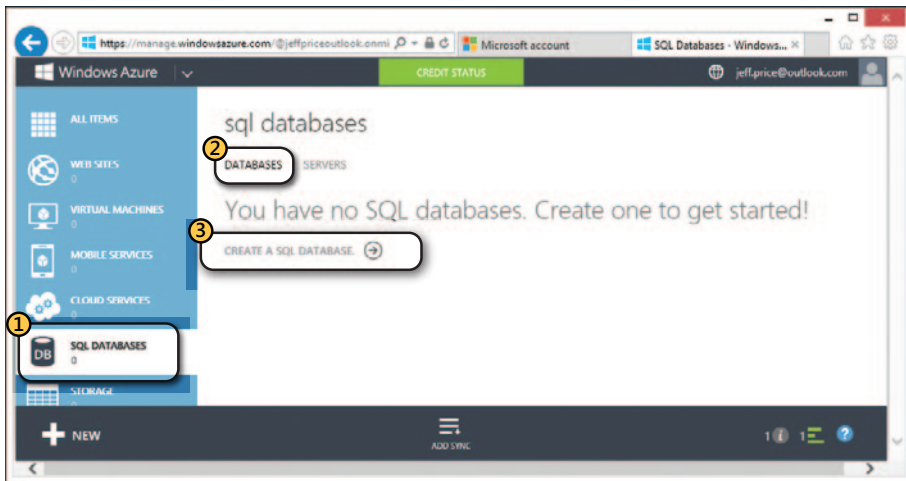 https://manage.windowsazure.com/@jeffpriceoutlook.onmi
Microsoft account
SQL Databases - Windows...
Windows Azure
CREDIT STATUS
jeff.price@outlook.com
ALL ITEMS
WEB SITES
0
VIRTUAL MACHINES
0
MOBILE SERVICES
0
CLOUD SERVICES
0
1
DB
SQL DATABASES
0
STORAGE
0
sql databases
2
DATABASES
SERVERS
You have no SQL databases. Create one to get started!
3
CREATE A SQL DATABASE
NEW
ADD SYNC
1 i
1
?